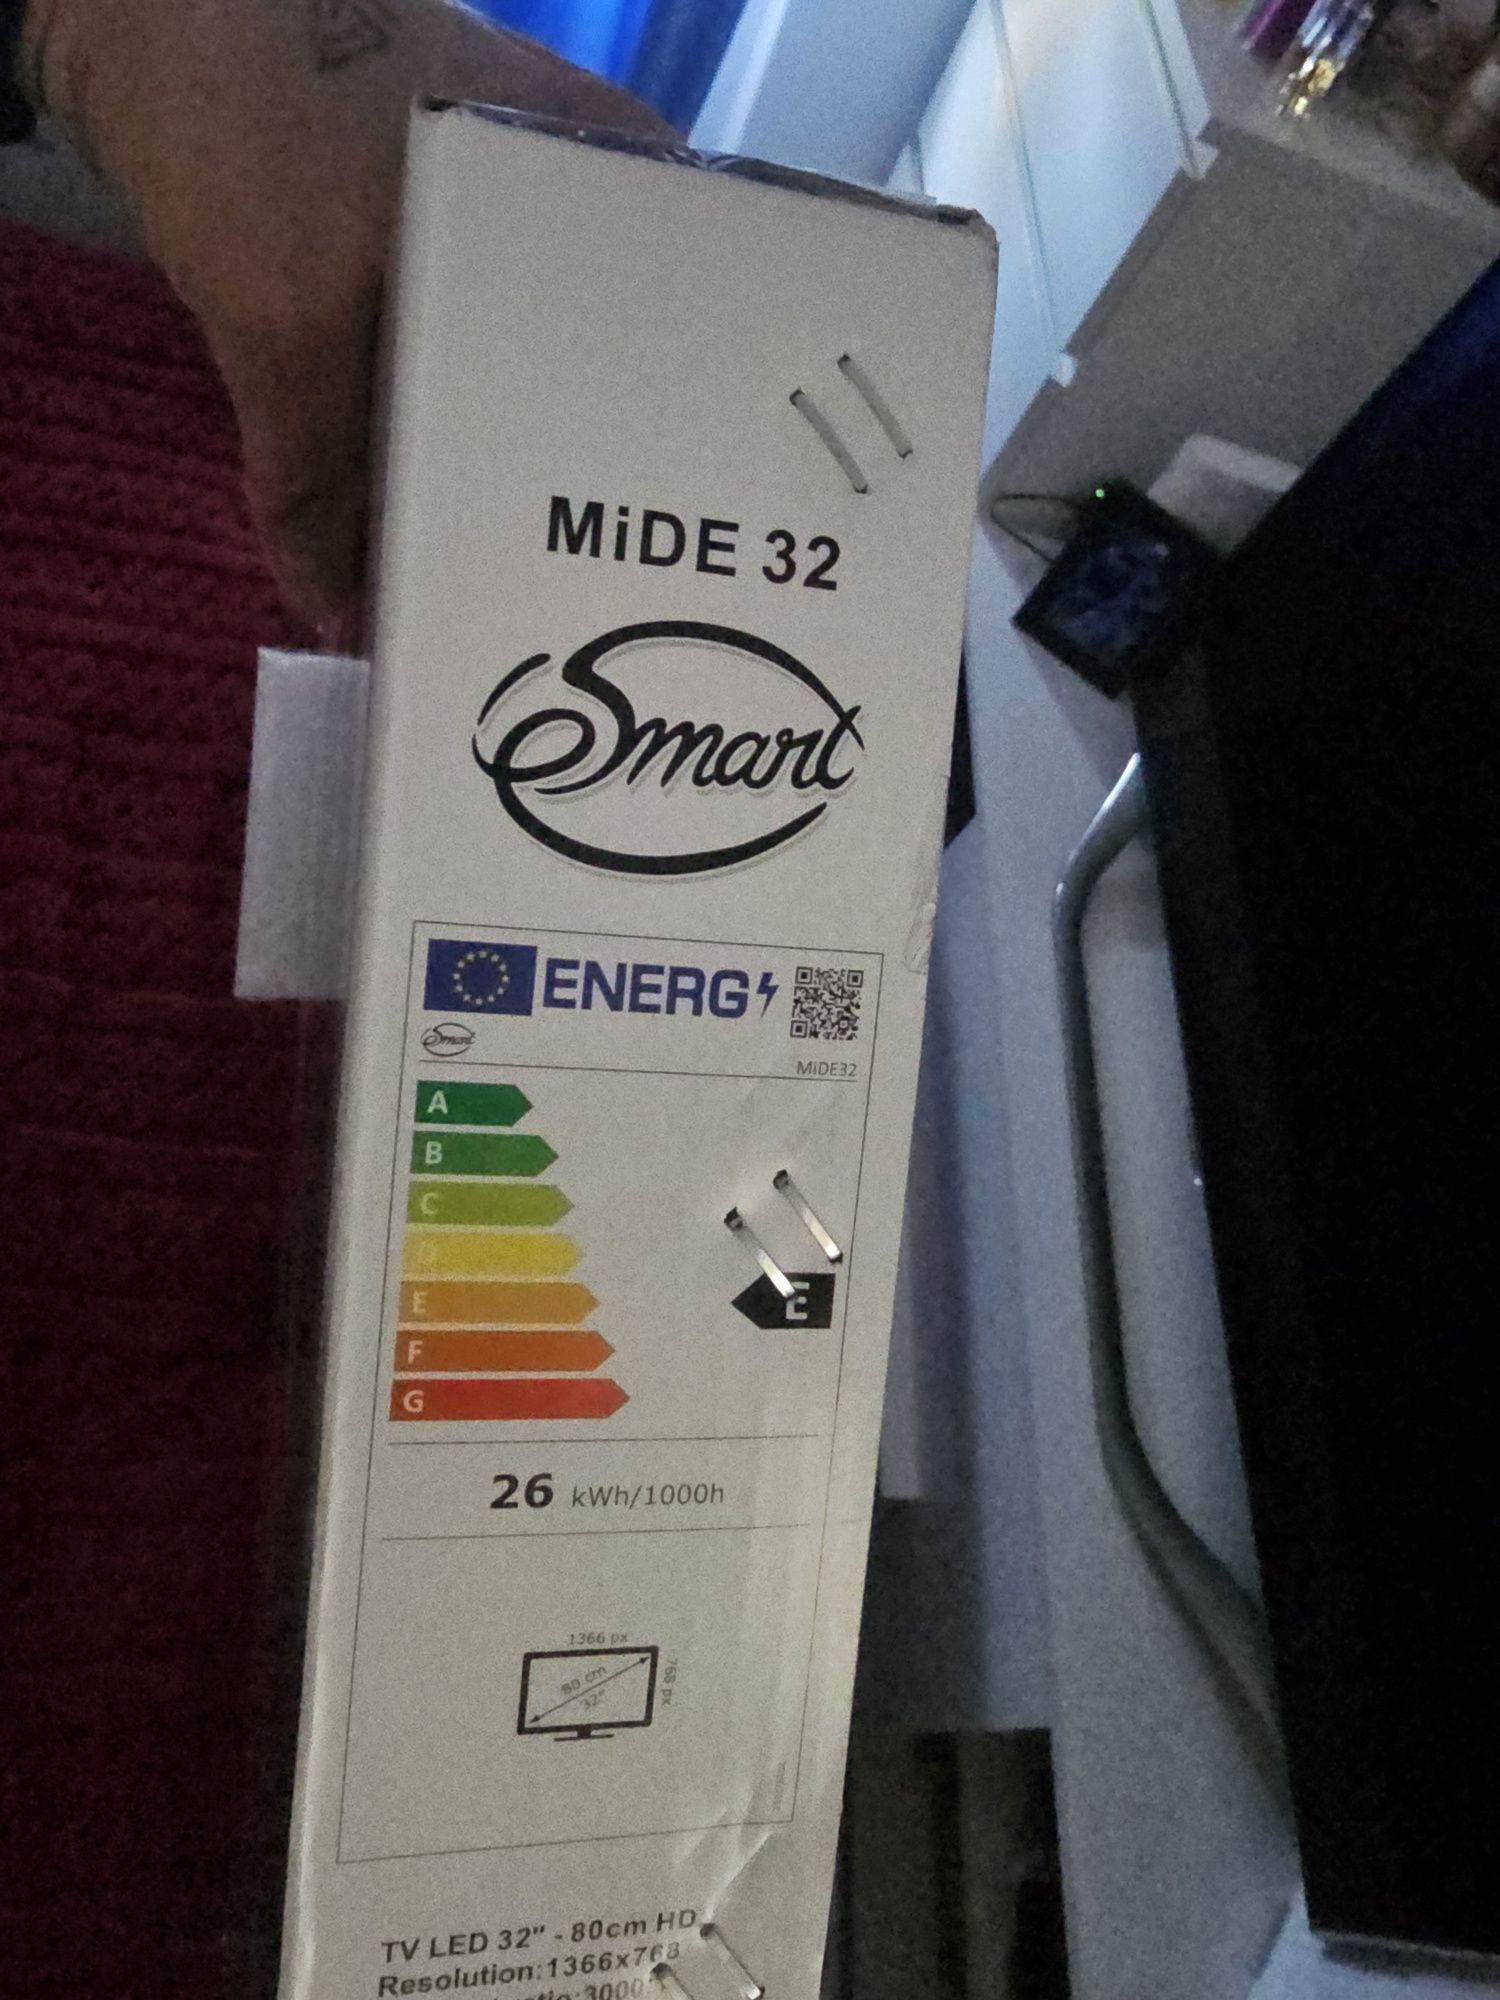 MiDE 32
Smart
ENERG
Smart
MiDE32
A
B
C
D
E
E
F
G
26 kWh/1000h
1366 px
768 px
80 cm
32"
TV LED 32" - 80cm HD
Resolution:1366x768